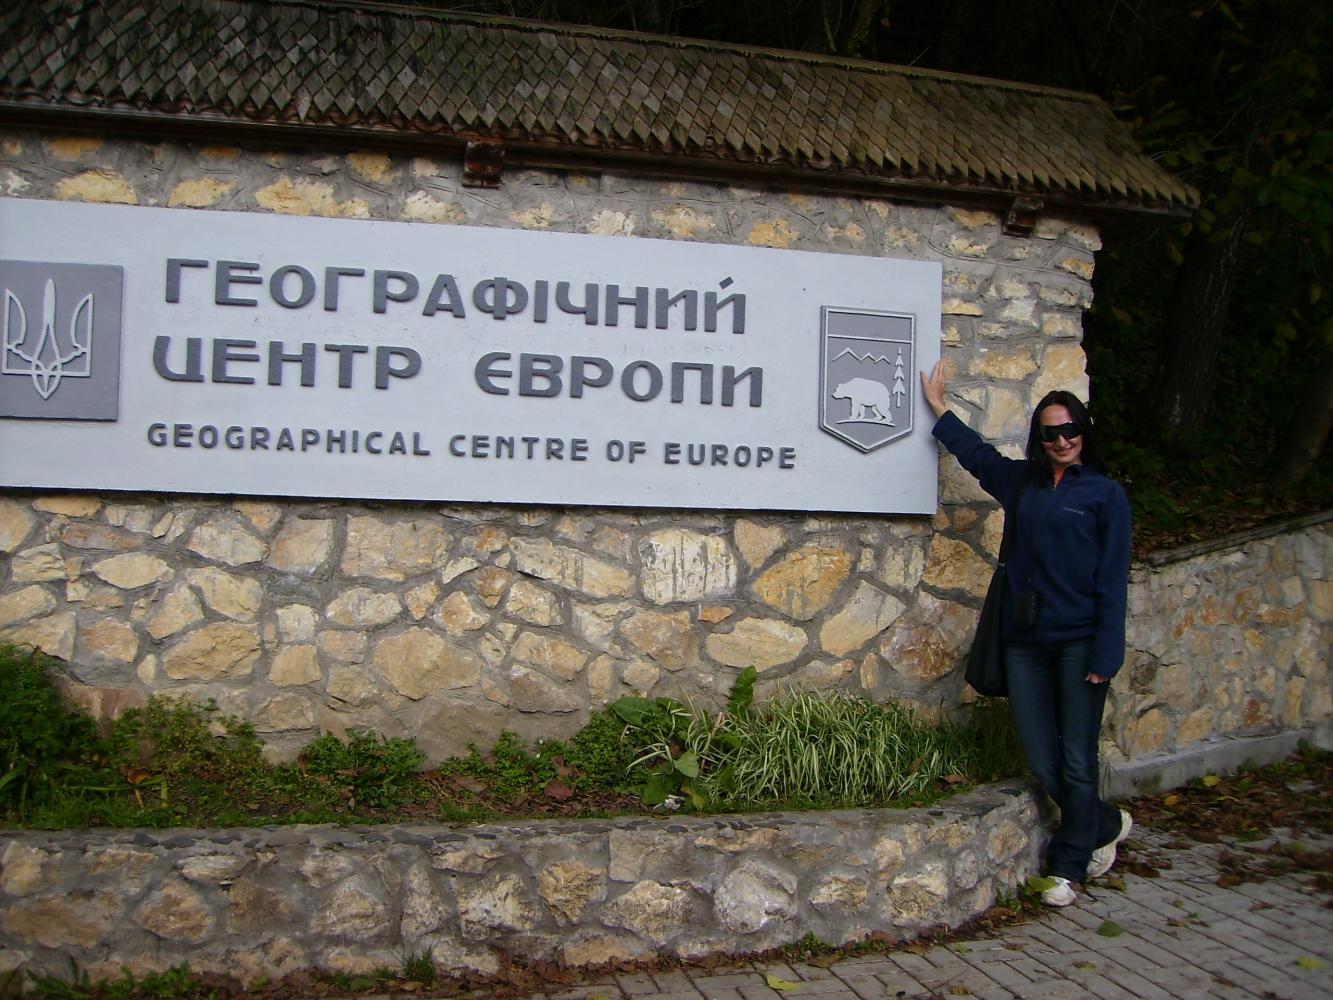 ГЕОГРАФІЧНИЙ
ЦЕНТР ЄВРОПИ
GEOGRAPHICAL CENTRE OF EUROPE